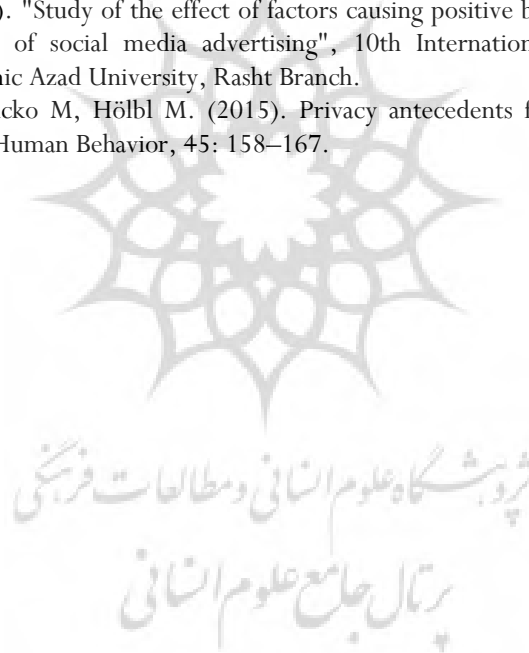 ). "Study of the effect of factors causing positive b
of social media advertising", 10th Internation
nic Azad University, Rasht Branch.
cko M, Hölbl M. (2015). Privacy antecedents f
Human Behavior, 45: 158–167.
پژوهشگاه علوم انسانی و مطالعات فرهنگی
پرتال جامع علوم انسانی